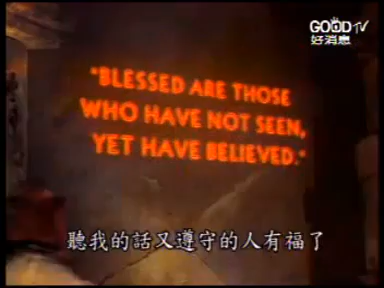 GOOD TV
好消息
"BLESSED ARE THOSE
WHO HAVE NOT SEEN,
YET HAVE BELIEVED."
聽我的話又遵守的人有福了